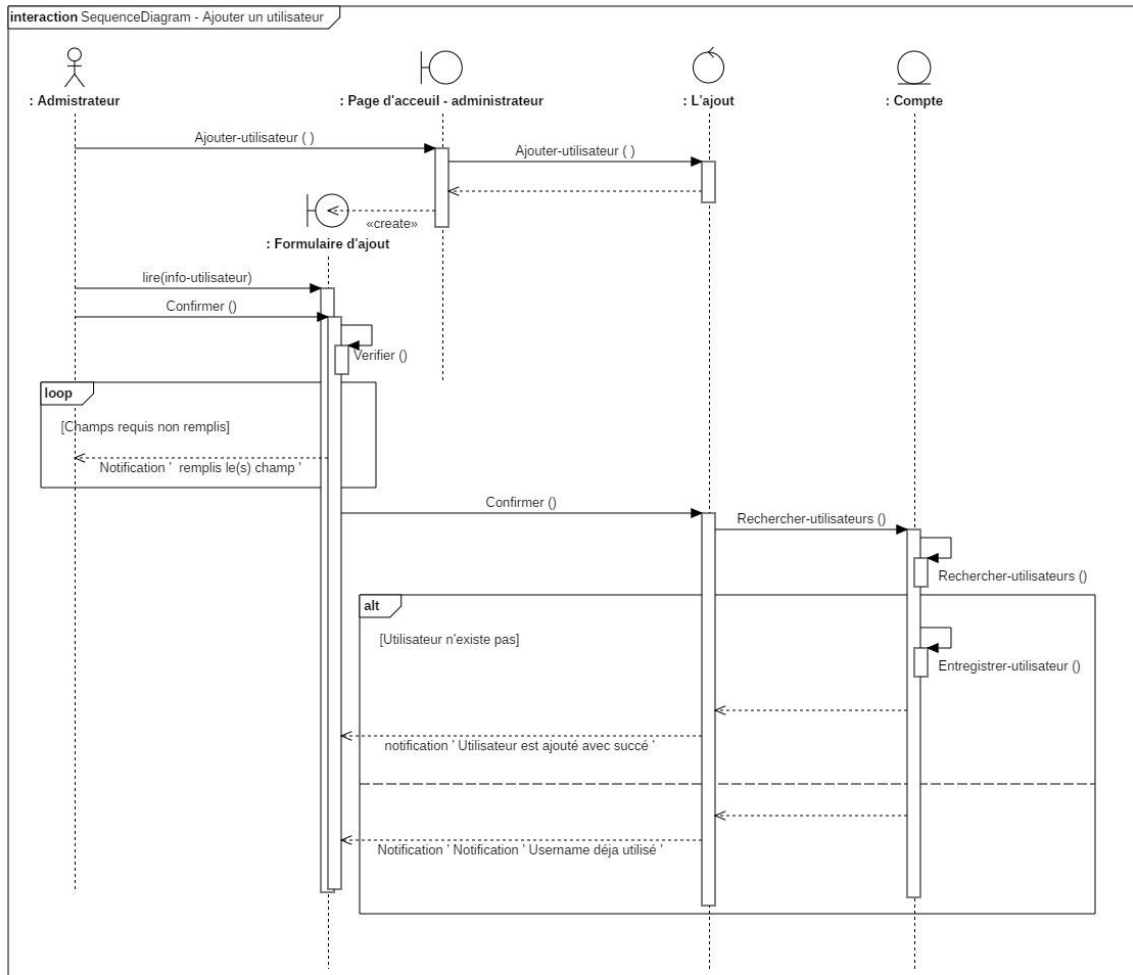 interaction SequenceDiagram - Ajouter un utilisateur
: Admistrateur
: Page d'acceuil - administrateur
: L'ajout
: Compte
Ajouter-utilisateur ( )
Ajouter-utilisateur ( )
«create»
: Formulaire d'ajout
lire(info-utilisateur)
Confirmer ()
Verifier ()
loop
[Champs requis non remplis]
Notification ' remplis le(s) champ '
Confirmer ()
Rechercher-utilisateurs ()
Rechercher-utilisateurs ()
alt
[Utilisateur n'existe pas]
Entregistrer-utilisateur ()
notification ' Utilisateur est ajouté avec succé '
Notification ' Notification ' Username déja utilisé '